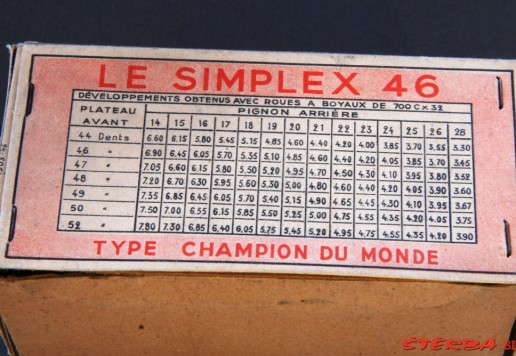 LE SIMPLEX 46
DÉVELOPPEMENTS OBTENUS AVEC ROUES A BOYAUX DE 700 C x 32
PLATEAU AVANT PIGNON ARRIÈRE
14 15 16 17 18 19 20 21 22 23 24 25 26 28
44 Dents 6.60 6.15 5.80 5.45 5.15 4.85 4.60 4.40 4.20 4.00 3.85 3.70 3.55 3.30
46 " 6.90 6.45 6.05 5.70 5.35 5.10 4.85 4.60 4.40 4.20 4.05 3.85 3.70 3.45
47 " 7.05 6.60 6.15 5.80 5.50 5.20 4.95 4.70 4.50 4.30 4.10 3.95 3.80 3.52
48 " 7.20 6.70 6.30 5.95 5.60 5.30 5.00 4.80 4.60 4.40 4.20 4.05 3.90 3.60
49 " 7.35 6.85 6.45 6.05 5.70 5.40 5.15 4.90 4.65 4.45 4.30 4.10 3.95 3.67
50 " 7.50 7.00 6.55 6.15 5.85 5.50 5.25 5.00 4.75 4.55 4.35 4.20 4.05 3.75
52 " 7.80 7.30 6.85 6.40 6.05 5.75 5.45 5.20 4.95 4.75 4.55 4.35 4.20 3.90
TYPE CHAMPION DU MONDE
STERBA